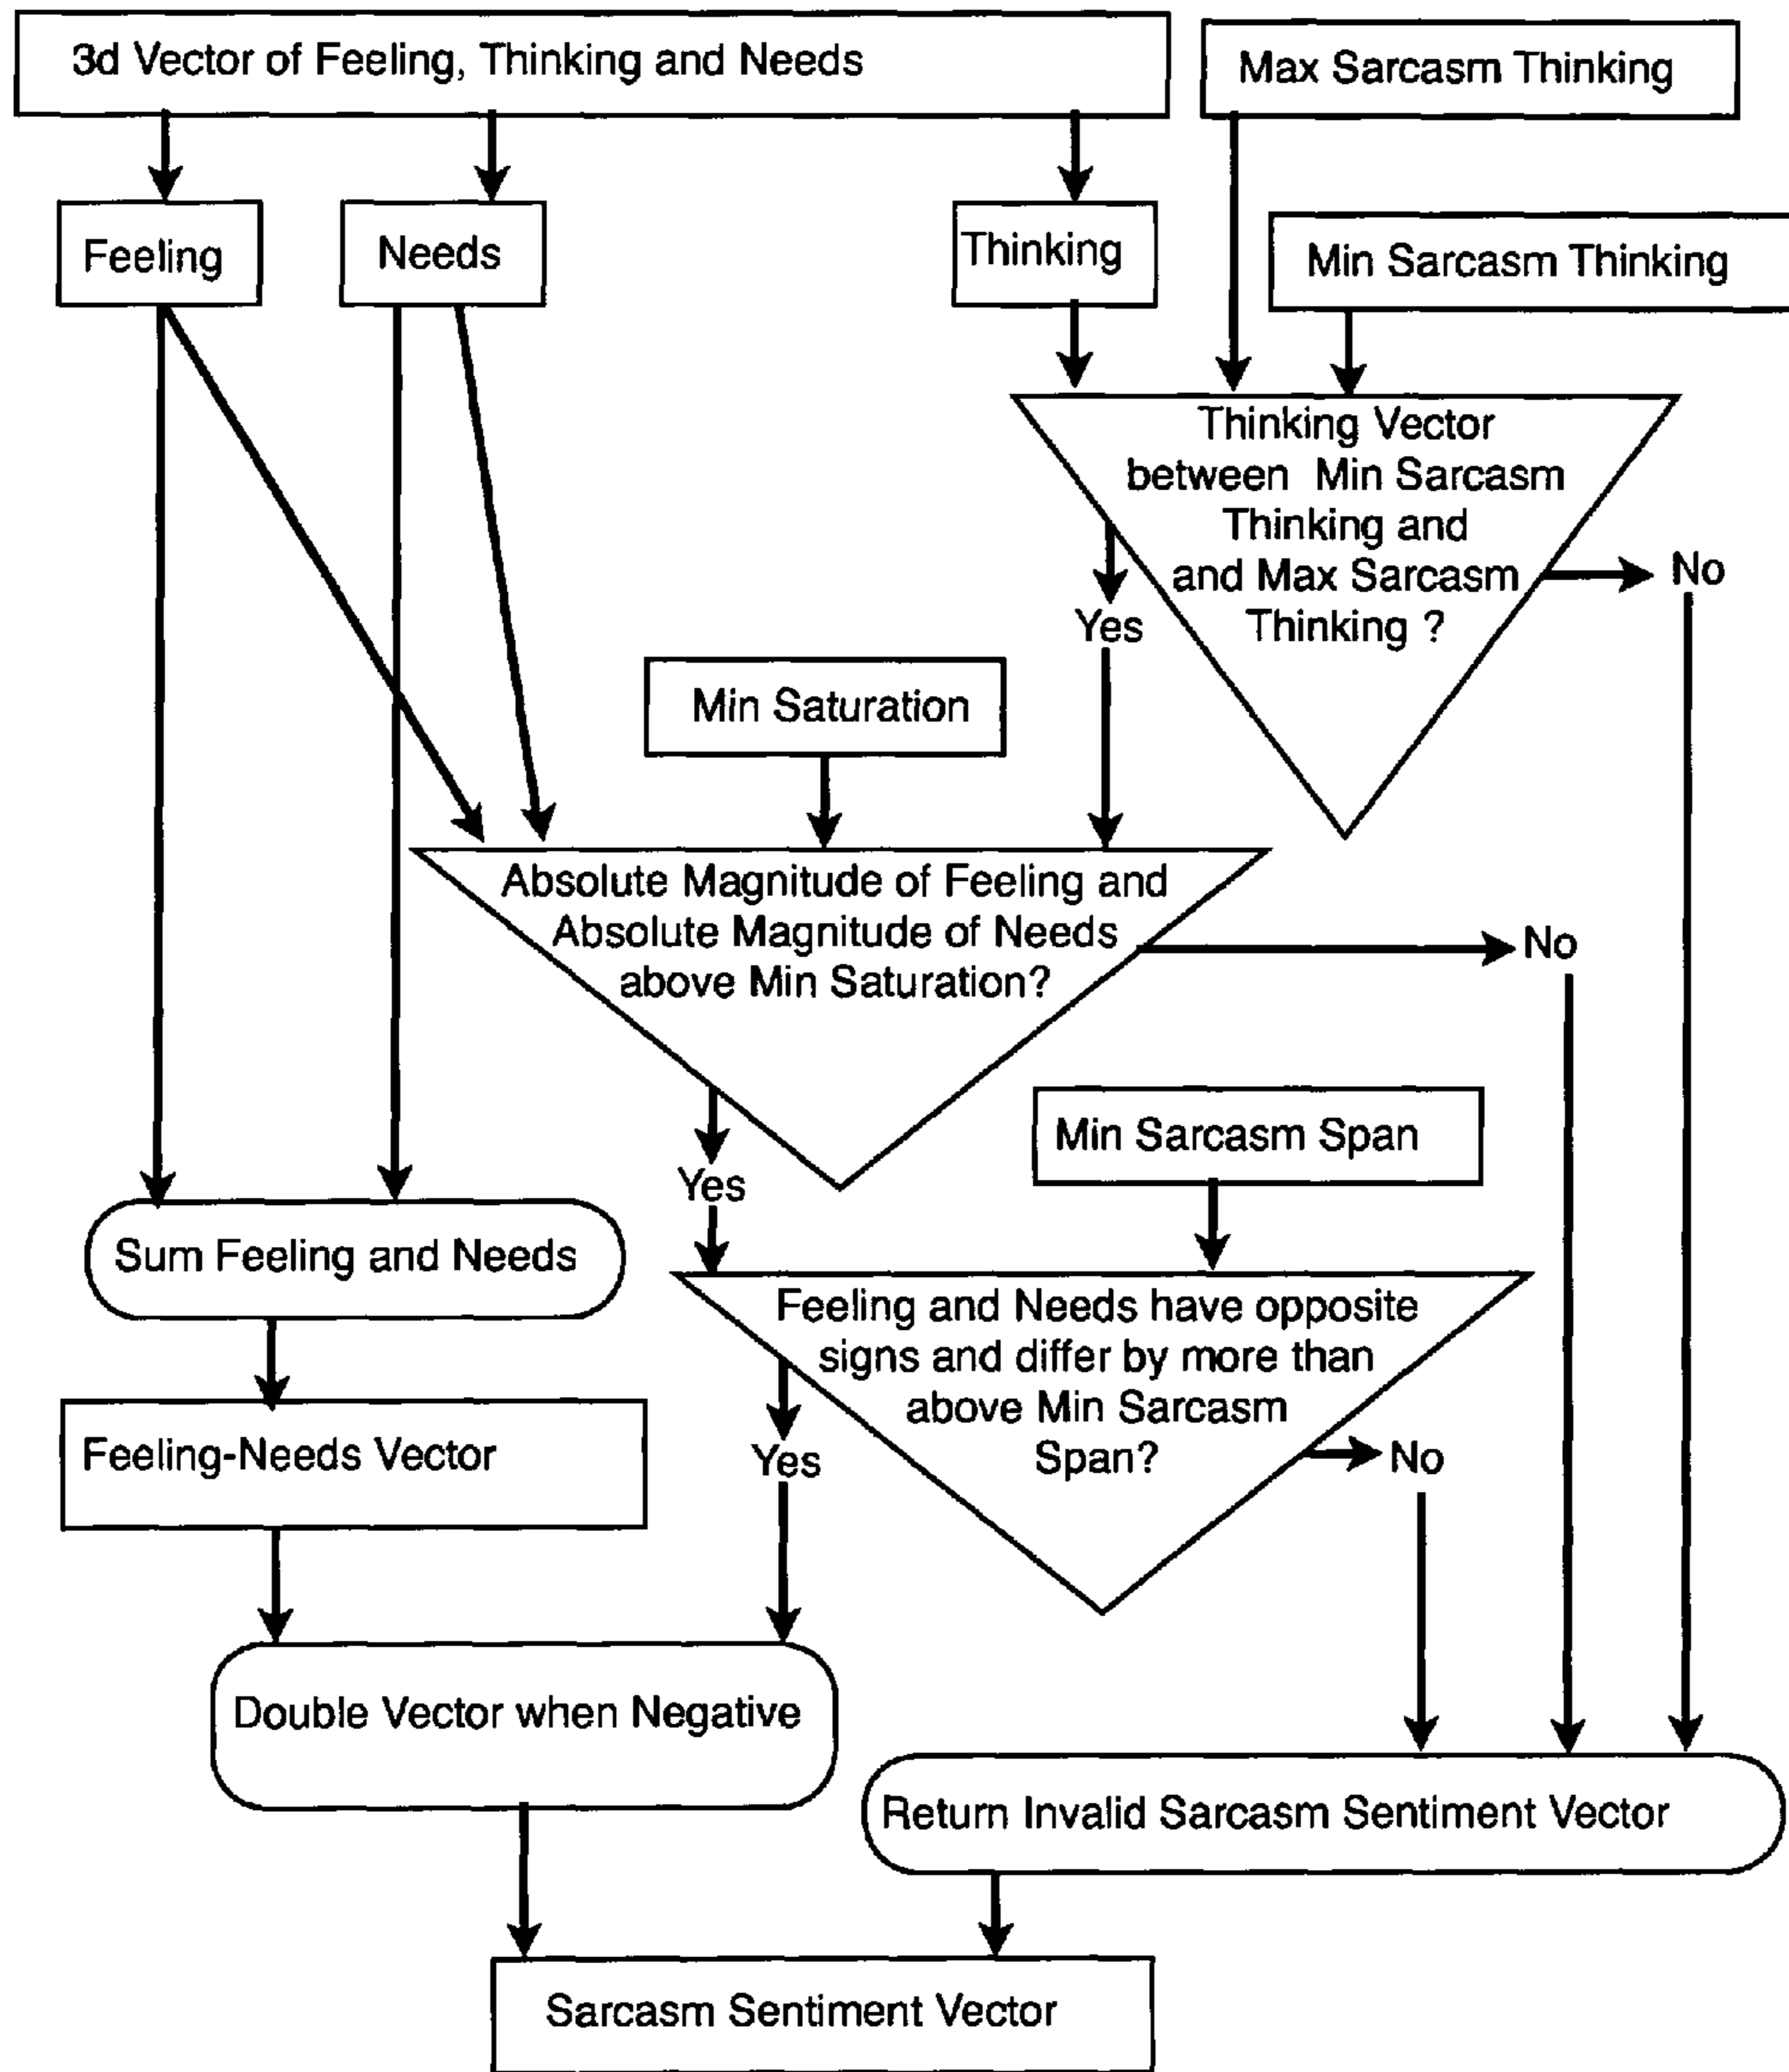 3d Vector of Feeling, Thinking and Needs
Max Sarcasm Thinking
Feeling
Needs
Thinking
Min Sarcasm Thinking
Thinking Vector
between Min Sarcasm
Thinking and
and Max Sarcasm
Thinking ?
No
Yes
Min Saturation
Absolute Magnitude of Feeling and
Absolute Magnitude of Needs
above Min Saturation?
No
Min Sarcasm Span
Yes
Sum Feeling and Needs
Feeling and Needs have opposite
signs and differ by more than
above Min Sarcasm
Span?
No
Yes
Feeling-Needs Vector
Double Vector when Negative
Return Invalid Sarcasm Sentiment Vector
Sarcasm Sentiment Vector